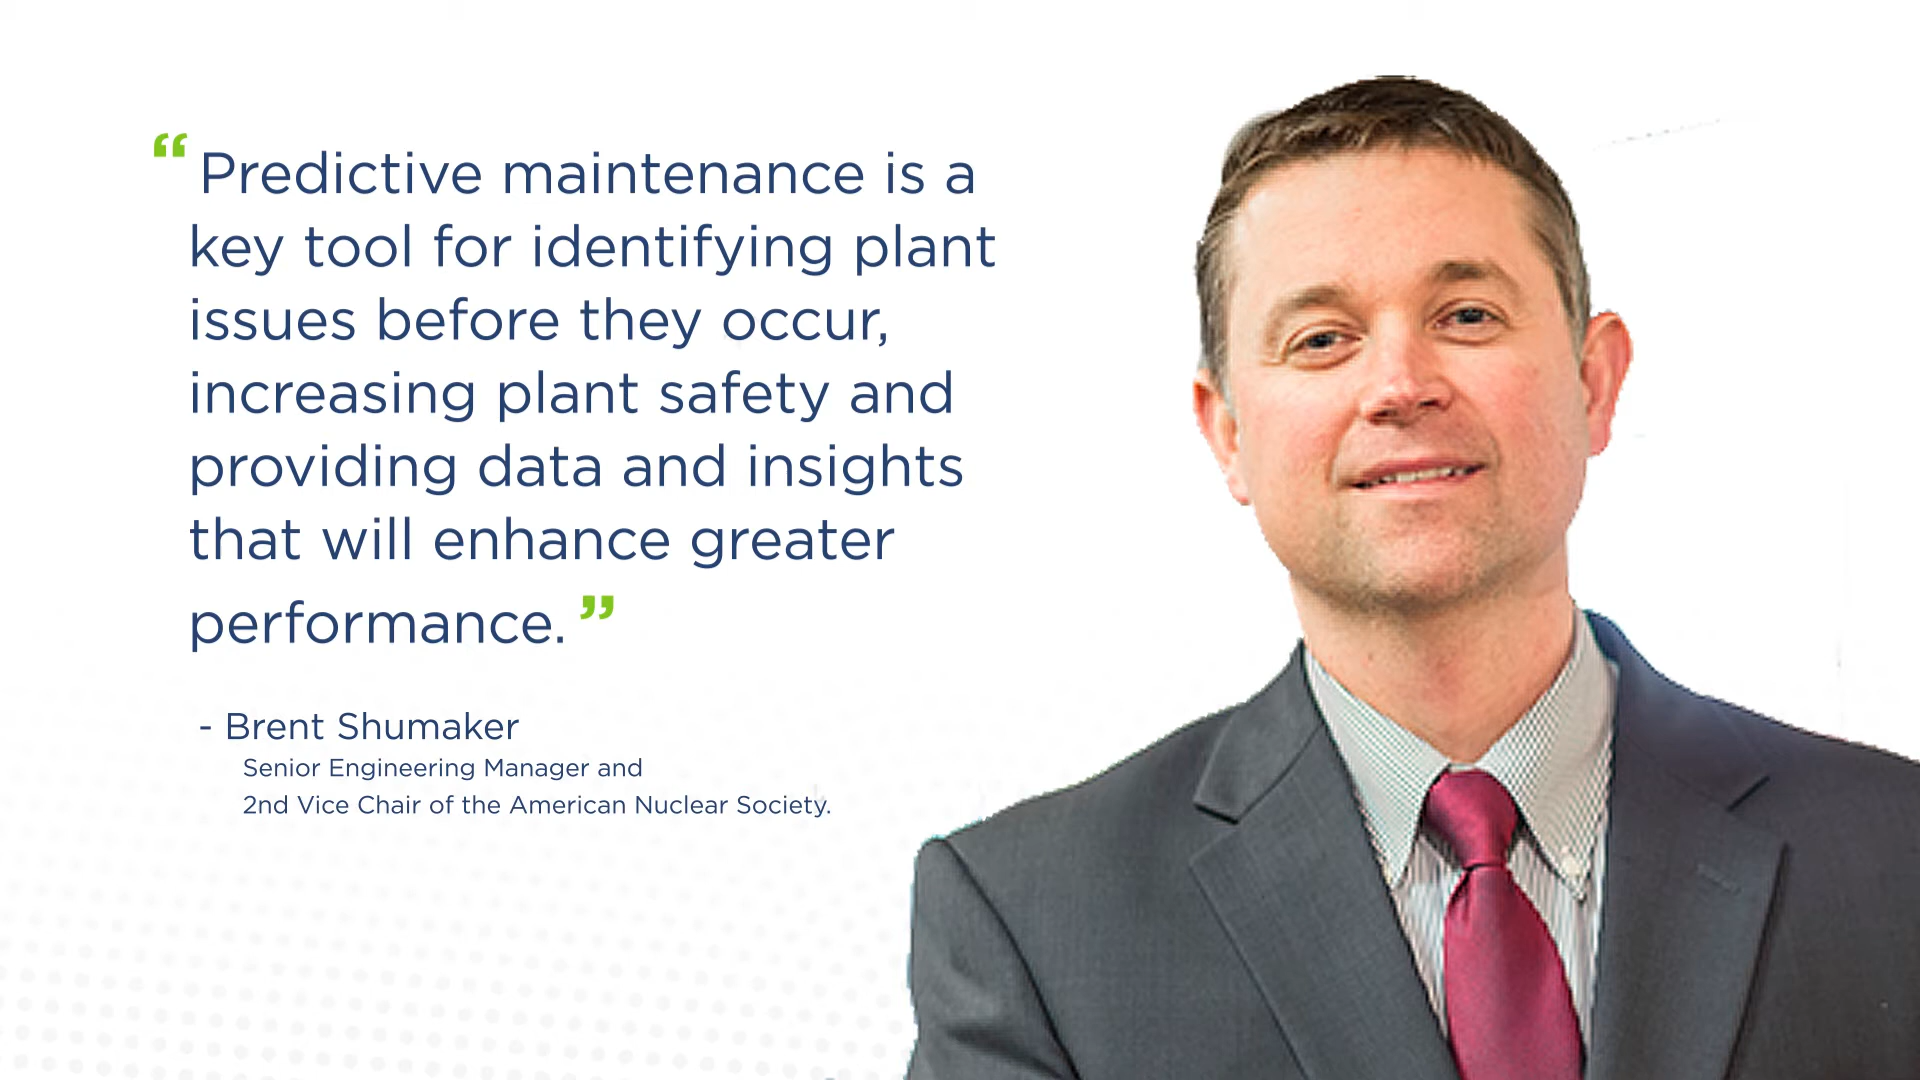 “ Predictive maintenance is a
key tool for identifying plant
issues before they occur,
increasing plant safety and
providing data and insights
that will enhance greater
performance. ”
- Brent Shumaker
Senior Engineering Manager and
2nd Vice Chair of the American Nuclear Society.